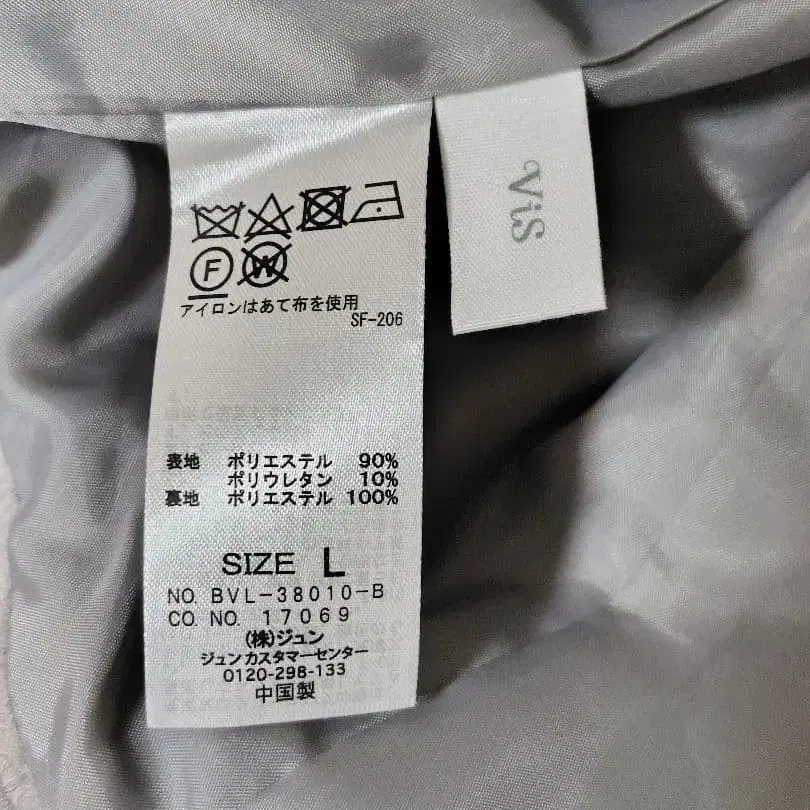 F W
アイロンはあて布を使用
SF-206
表地 ポリエステル 90%
ポリウレタン 10%
裏地 ポリエステル 100%
SIZE L
NO. BVL-38010-B
CO. NO. 17069
(株)ジュン
ジュン カスタマーセンター
0120-298-133
中国製
ViS